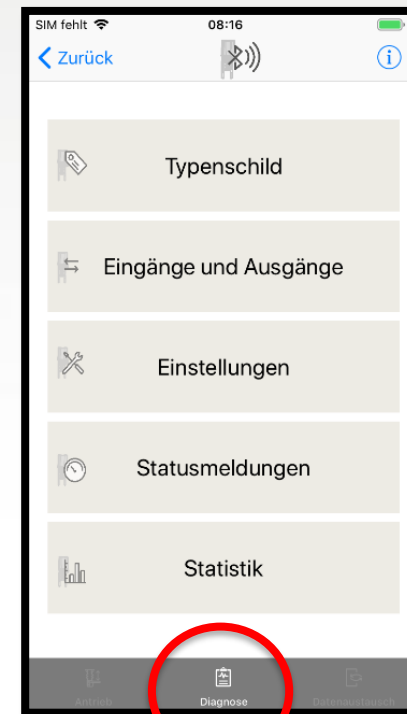 SIM fehlt 08:16
Zurück
Typenschild
Eingänge und Ausgänge
Einstellungen
Statusmeldungen
Statistik
Antrieb Diagnose Datenaustausch